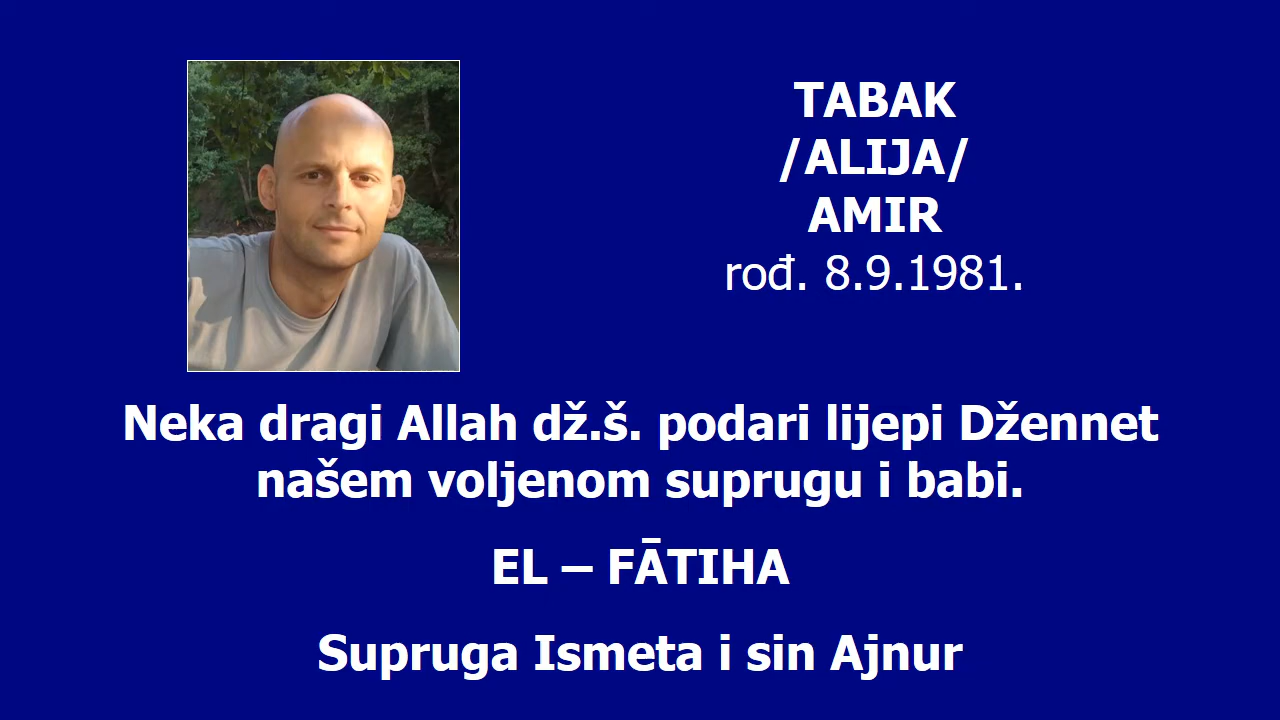 TABAK
/ALIJA/
AMIR
rođ. 8.9.1981.
Neka dragi Allah dž.š. podari lijepi Džennet
našem voljenom suprugu i babi.
EL – FĀTIHA
Supruga Ismeta i sin Ajnur